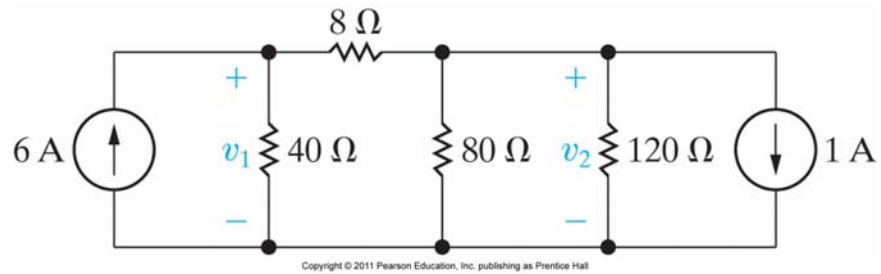 8 Ω
+ +
6 A v₁ 40 Ω 80 Ω v₂ 120 Ω 1 A
− −
Copyright © 2011 Pearson Education, Inc. publishing as Prentice Hall